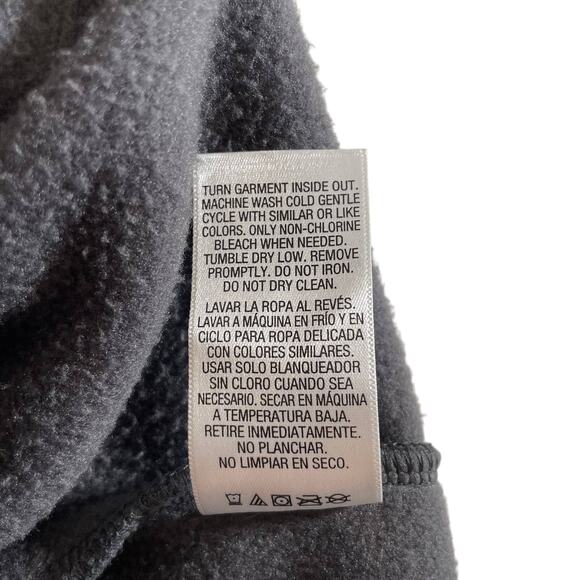 TURN GARMENT INSIDE OUT.
MACHINE WASH COLD GENTLE
CYCLE WITH SIMILAR OR LIKE
COLORS. ONLY NON-CHLORINE
BLEACH WHEN NEEDED.
TUMBLE DRY LOW. REMOVE
PROMPTLY. DO NOT IRON.
DO NOT DRY CLEAN.
LAVAR LA ROPA AL REVÉS.
LAVAR A MÁQUINA EN FRÍO Y EN
CICLO PARA ROPA DELICADA
CON COLORES SIMILARES.
USAR SOLO BLANQUEADOR
SIN CLORO CUANDO SEA
NECESARIO. SECAR EN MÁQUINA
A TEMPERATURA BAJA.
RETIRE INMEDIATAMENTE.
NO PLANCHAR.
NO LIMPIAR EN SECO.